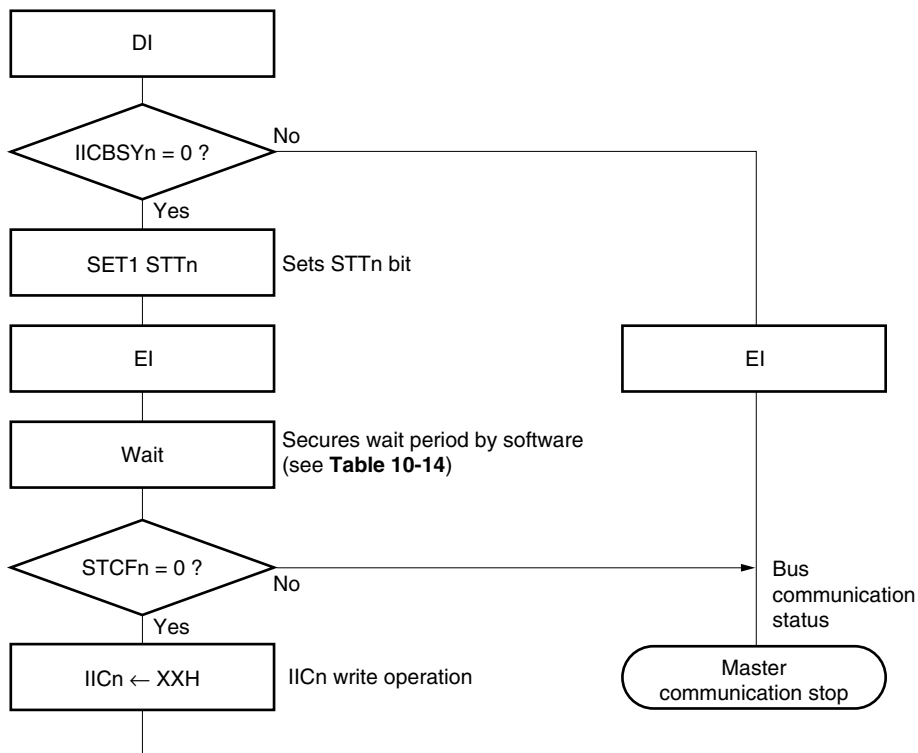 DI
IICBSYn = 0 ?
No
Yes
SET1 STTn
Sets STTn bit
EI
EI
Wait
Secures wait period by software
(see Table 10-14)
STCFn = 0 ?
No
Bus
communication
status
Yes
IICn ← XXH
IICn write operation
Master
communication stop